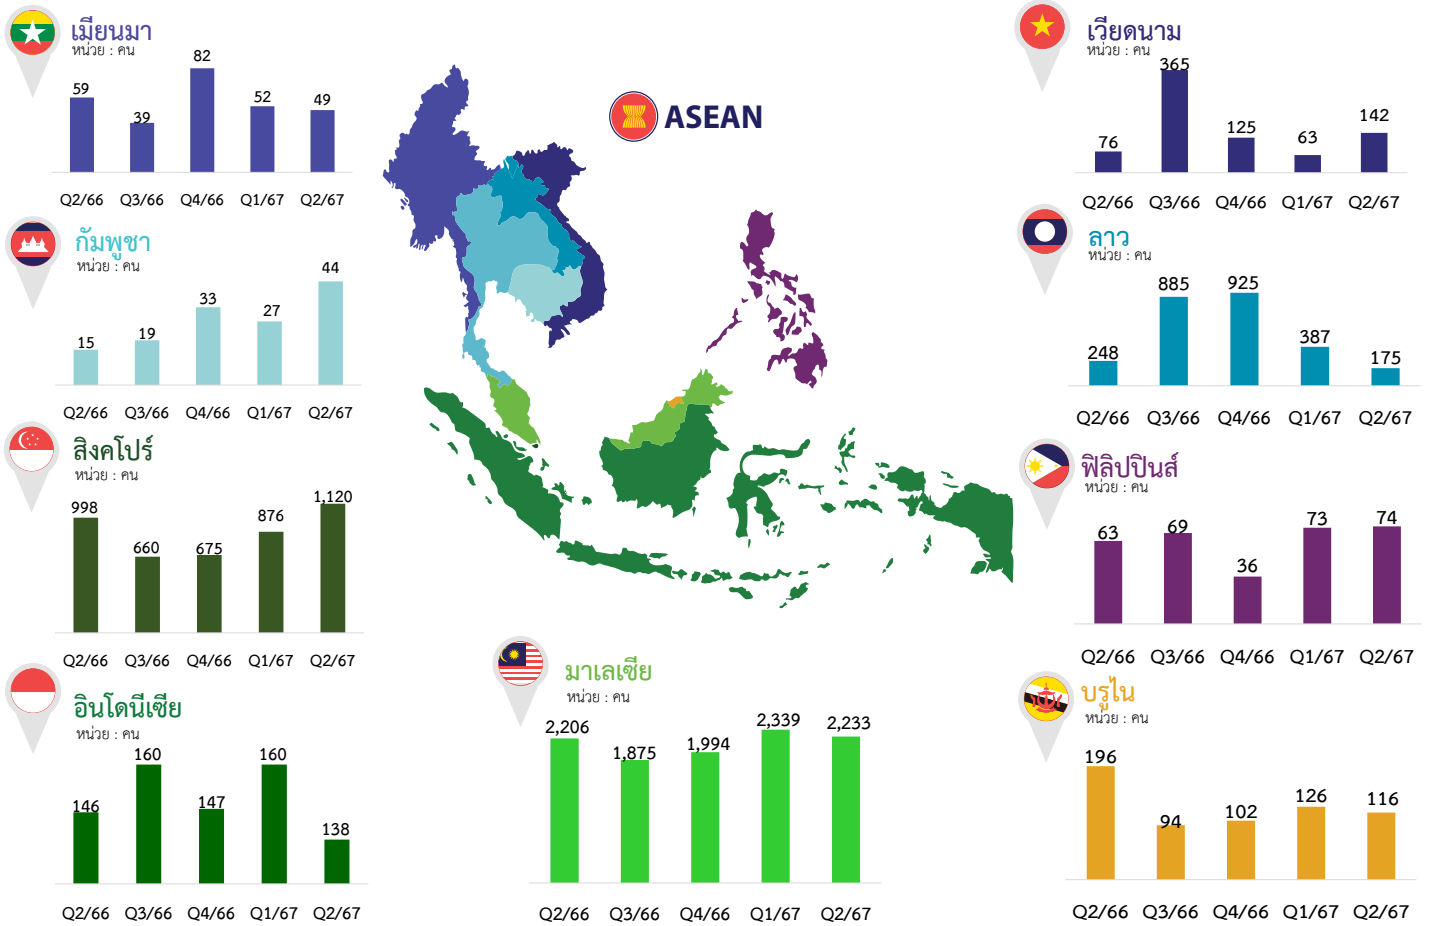 เมียนมา
หน่วย : คน
59
39
82
52
49
Q2/66 Q3/66 Q4/66 Q1/67 Q2/67
กัมพูชา
หน่วย : คน
15
19
33
27
44
Q2/66 Q3/66 Q4/66 Q1/67 Q2/67
สิงคโปร์
หน่วย : คน
998
660
675
876
1,120
Q2/66 Q3/66 Q4/66 Q1/67 Q2/67
อินโดนีเซีย
หน่วย : คน
146
160
147
160
138
Q2/66 Q3/66 Q4/66 Q1/67 Q2/67
ASEAN
มาเลเซีย
หน่วย : คน
2,206
1,875
1,994
2,339
2,233
Q2/66 Q3/66 Q4/66 Q1/67 Q2/67
เวียดนาม
หน่วย : คน
76
365
125
63
142
Q2/66 Q3/66 Q4/66 Q1/67 Q2/67
ลาว
หน่วย : คน
248
885
925
387
175
Q2/66 Q3/66 Q4/66 Q1/67 Q2/67
ฟิลิปปินส์
หน่วย : คน
63
69
36
73
74
Q2/66 Q3/66 Q4/66 Q1/67 Q2/67
บรูไน
หน่วย : คน
196
94
102
126
116
Q2/66 Q3/66 Q4/66 Q1/67 Q2/67